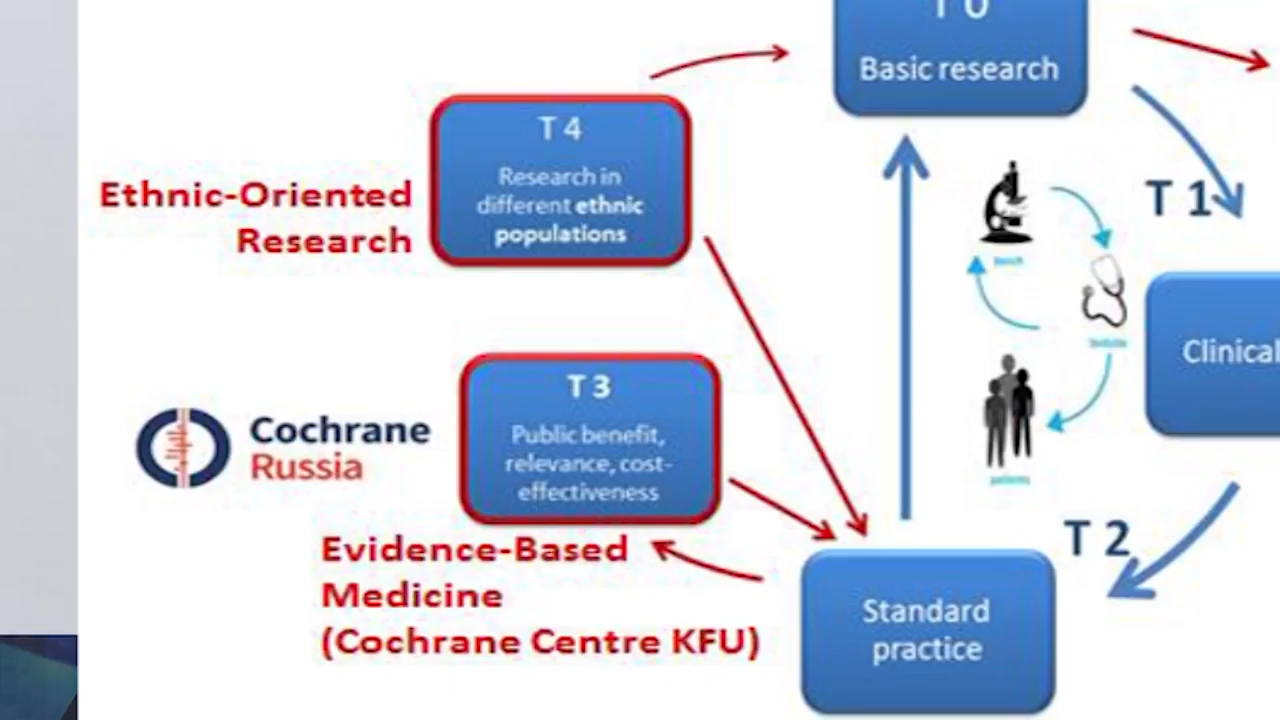 T 0
Basic research
T 4
Research in
different ethnic
populations
Ethnic-Oriented
Research
T 1
Clinical
T 3
Public benefit,
relevance, cost-
effectiveness
Cochrane
Russia
patients
Evidence-Based
Medicine
(Cochrane Centre KFU)
T 2
Standard
practice